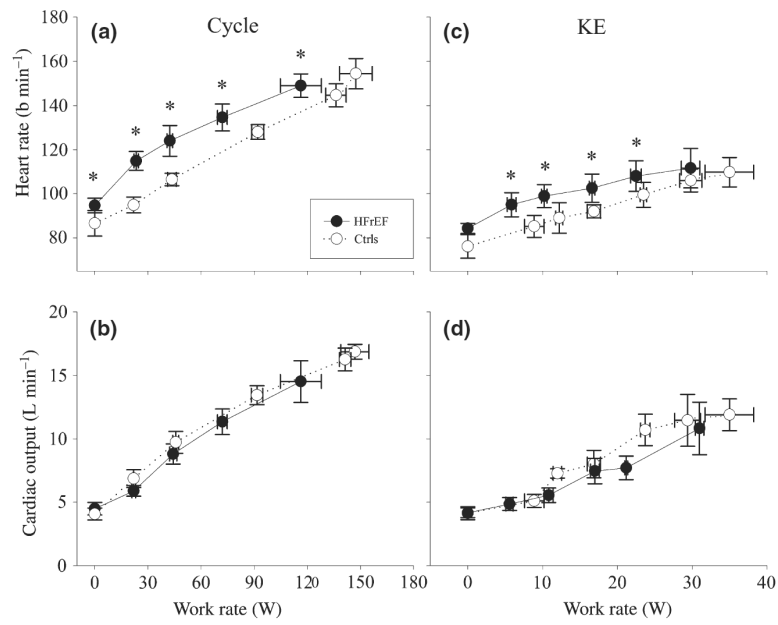 (a) Cycle
Heart rate (b min⁻¹)
180
160
140
120
100
80
* * * * * *
HFrEF
Ctrls
(c) KE
* * * *
(b)
Cardiac output (L min⁻¹)
20
15
10
5
0
0 30 60 90 120 150 180
Work rate (W)
(d)
0 10 20 30 40
Work rate (W)